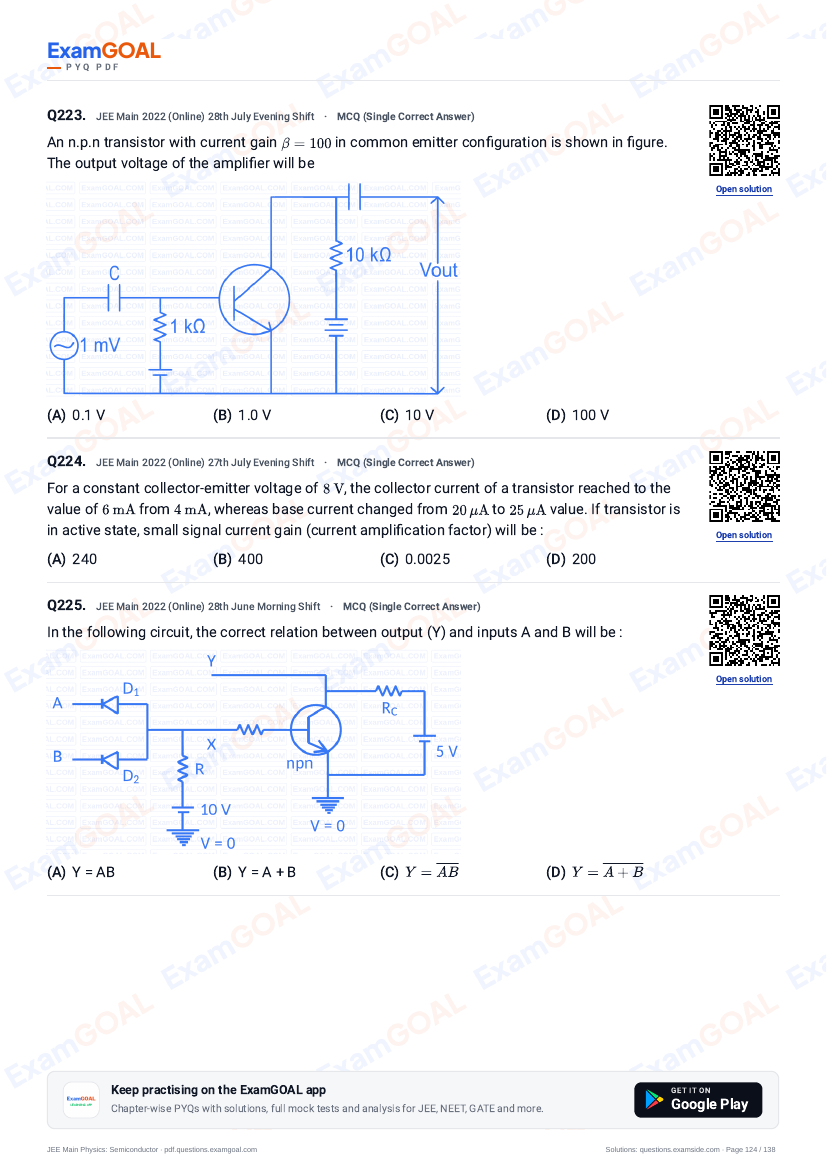 ExamGOAL
PYQ PDF
Q223. JEE Main 2022 (Online) 28th July Evening Shift · MCQ (Single Correct Answer)
An n.p.n transistor with current gain β = 100 in common emitter configuration is shown in figure.
The output voltage of the amplifier will be
Open solution
C
1 mV
1 kΩ
10 kΩ
Vout
(A) 0.1 V (B) 1.0 V (C) 10 V (D) 100 V
Q224. JEE Main 2022 (Online) 27th July Evening Shift · MCQ (Single Correct Answer)
For a constant collector-emitter voltage of 8 V, the collector current of a transistor reached to the
value of 6 mA from 4 mA, whereas base current changed from 20 μA to 25 μA value. If transistor is
in active state, small signal current gain (current amplification factor) will be :
Open solution
(A) 240 (B) 400 (C) 0.0025 (D) 200
Q225. JEE Main 2022 (Online) 28th June Morning Shift · MCQ (Single Correct Answer)
In the following circuit, the correct relation between output (Y) and inputs A and B will be :
Open solution
Y
A
D₁
R_C
B
D₂
X
R
npn
5 V
10 V
V = 0
V = 0
(A) Y = AB (B) Y = A + B (C) Y = \overline{AB} (D) Y = \overline{A + B}
Keep practising on the ExamGOAL app
Chapter-wise PYQs with solutions, full mock tests and analysis for JEE, NEET, GATE and more.
GET IT ON
Google Play
JEE Main Physics: Semiconductor · pdf.questions.examgoal.com
Solutions: questions.examside.com · Page 124 / 138